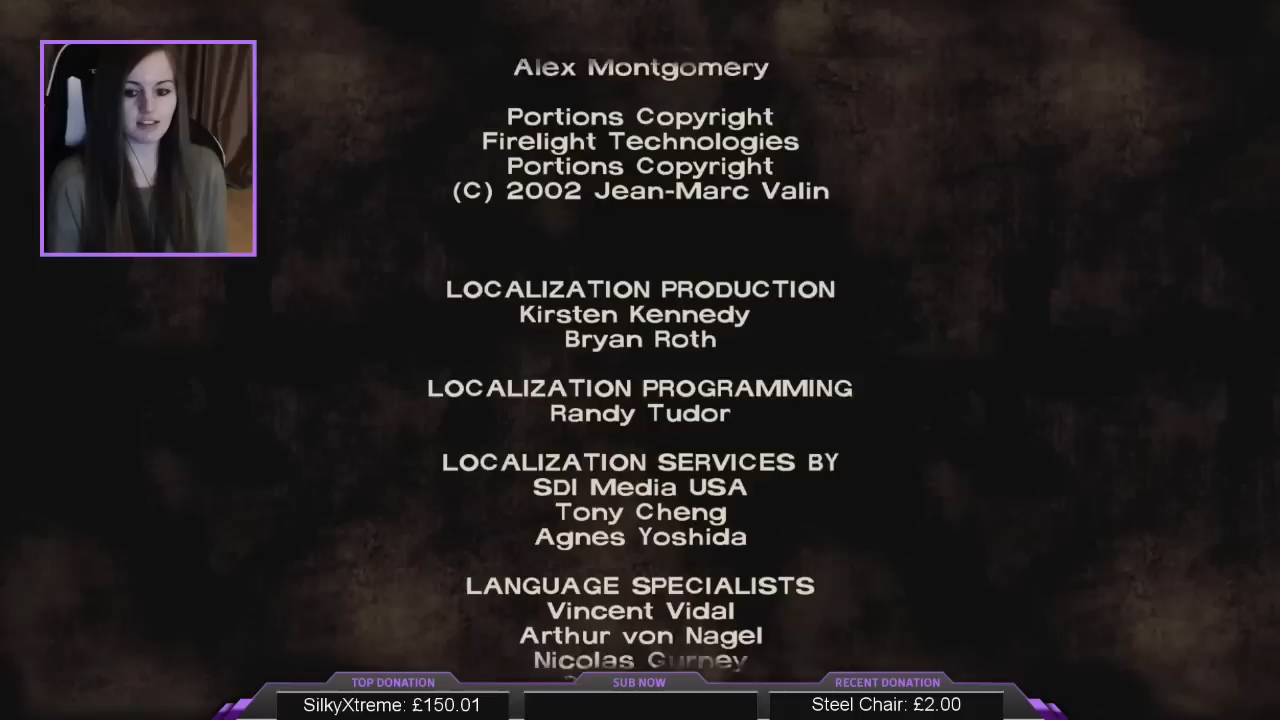 Alex Montgomery
Portions Copyright
Firelight Technologies
Portions Copyright
(C) 2002 Jean-Marc Valin
LOCALIZATION PRODUCTION
Kirsten Kennedy
Bryan Roth
LOCALIZATION PROGRAMMING
Randy Tudor
LOCALIZATION SERVICES BY
SDI Media USA
Tony Cheng
Agnes Yoshida
LANGUAGE SPECIALISTS
Vincent Vidal
Arthur von Nagel
Nicolas Gurney
TOP DONATION
SilkyXtreme: £150.01
SUB NOW
RECENT DONATION
Steel Chair: £2.00